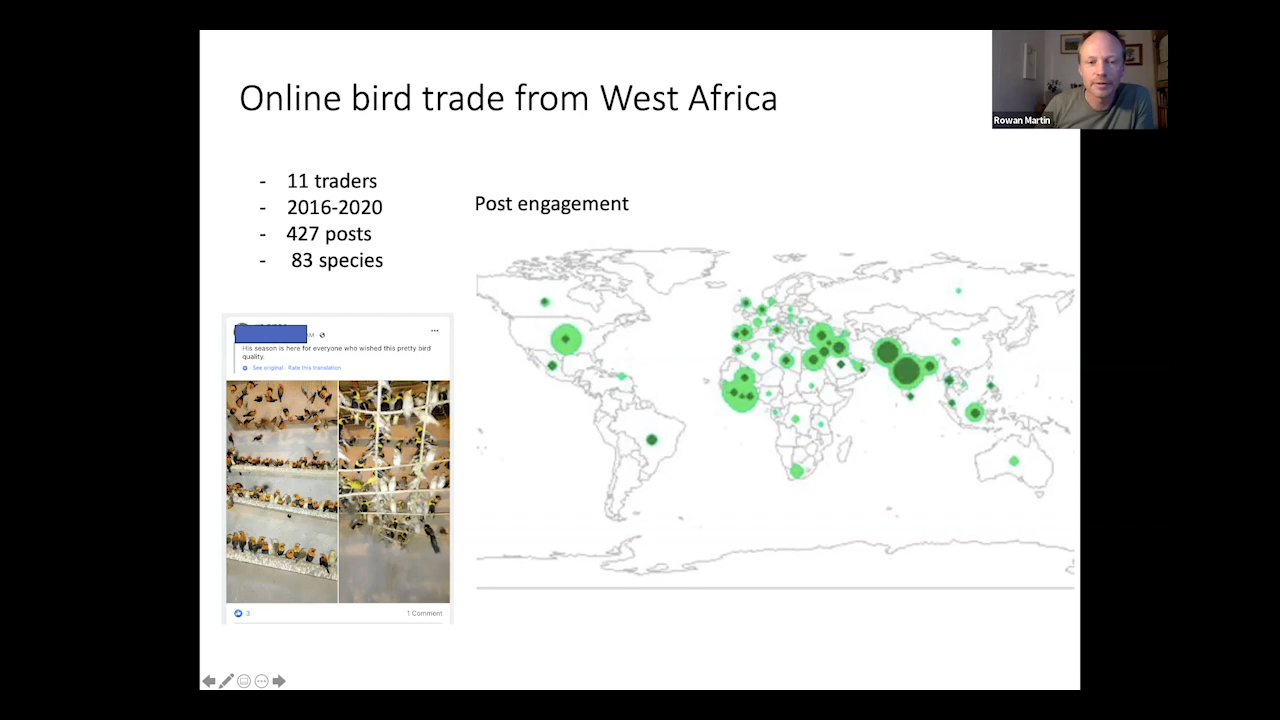 Online bird trade from West Africa
Rowan Martin
- 11 traders
- 2016-2020
- 427 posts
- 83 species
Post engagement
His season is here for everyone who wished this pretty bird
quality.
See original · Rate this translation
3
1 Comment